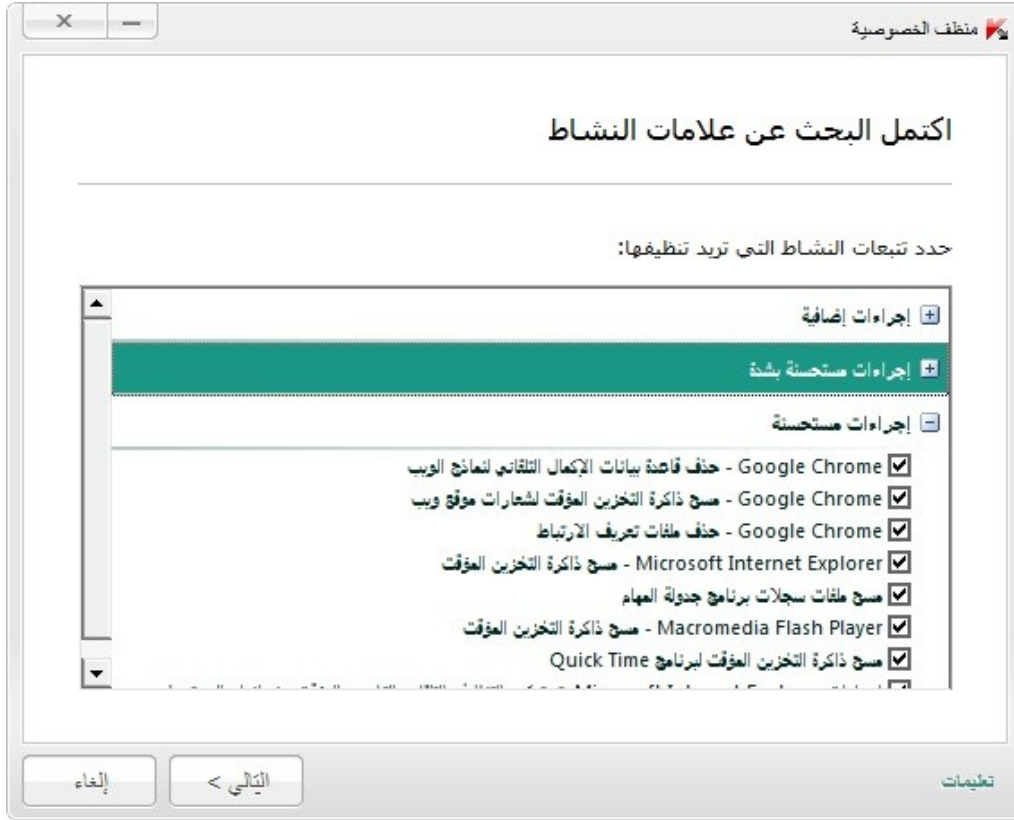 منظف الخصوصية
اكتمل البحث عن علامات النشاط
حدد تتبعات النشاط التي تريد تنظيفها:
إجراءات إضافية
إجراءات مستحسنة بشدة
إجراءات مستحسنة
Google Chrome - حذف قاعدة بيانات الإكمال التلقائي لنماذج الويب
Google Chrome - مسح ذاكرة التخزين المؤقت لشعارات موقع ويب
Google Chrome - حذف ملفات تعريف الارتباط
Microsoft Internet Explorer - مسح ذاكرة التخزين المؤقت
مسح ملفات سجلات برنامج جدولة المهام
Macromedia Flash Player - مسح ذاكرة التخزين المؤقت
مسح ذاكرة التخزين المؤقت لبرنامج Quick Time
Microsoft Internet Explorer
تعليمات
التالي >
إلغاء